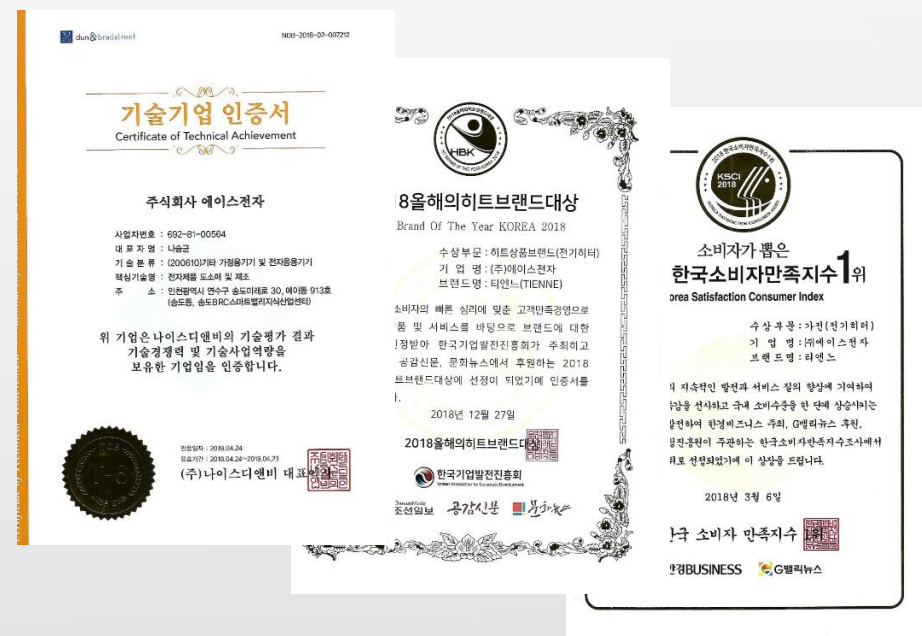 dun & bradstreet
NDB-2018-02-007212
기술기업 인증서
Certificate of Technical Achievement
주식회사 에이스전자
사업자번호 : 692-81-00564
대 표 자 명 : 나승균
기 술 분 류 : (200610)기타 가정용기기 및 전자응용기기
핵심기술명 : 전자제품 도소매 및 제조
주 소 : 인천광역시 연수구 송도미래로 30, 에이동 913호
(송도동, 송도BRC스마트밸리지식산업센터)
위 기업은 나이스디앤비의 기술평가 결과
기술경쟁력 및 기술사업역량을
보유한 기업임을 인증합니다.
인증일자 : 2018.04.24
유효기간 : 2018.04.24~2019.04.23
(주)나이스디앤비 대표
HBK
8올해의히트브랜드대상
Brand Of The Year KOREA 2018
수상부문 : 히트상품브랜드(전기히터)
기 업 명 : (주)에이스전자
브랜드명 : 티엔느(TIENNE)
소비자의 빠른 심리에 맞춘 고객만족경영으로
품 및 서비스를 바탕으로 브랜드에 대한
인정받아 한국기업발전진흥회가 주최하고
공감신문, 문화뉴스에서 후원하는 2018
트브랜드대상에 선정이 되었기에 인증서를
2018년 12월 27일
2018올해의히트브랜드대상
한국기업발전진흥회
Korean Association for Corporate Development
조선일보 공감신문 문화뉴스
KSCI
2018
소비자가 뽑은
한국소비자만족지수1위
orea Satisfaction Consumer Index
수상부문 : 가전(전기히터)
기 업 명 : ㈜에이스전자
브랜드명 : 티엔느
의 지속적인 발전과 서비스 질의 향상에 기여하여
족감을 선사하고 국내 소비수준을 한 단계 상승시키는
발전하여 한경비즈니스 주최, G밸리뉴스 후원,
흥원이 주관하는 한국소비자만족지수조사에서
위로 선정되었기에 이 상장을 드립니다.
2018년 3월 6일
한국 소비자 만족지수 1위
한경BUSINESS G밸리뉴스